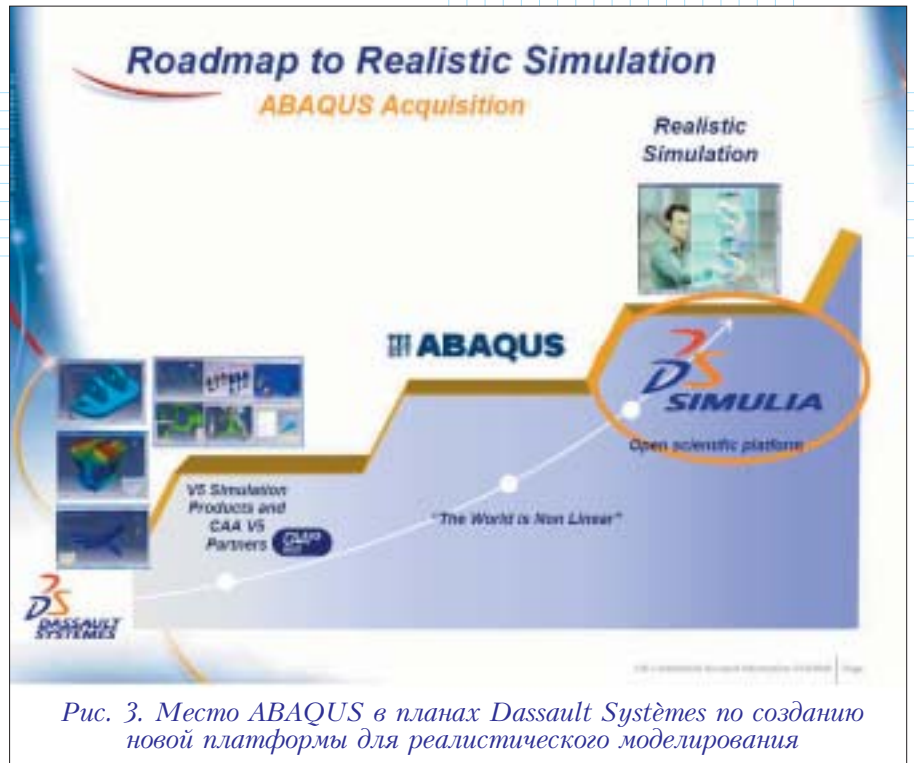 Roadmap to Realistic Simulation
ABAQUS Acquisition
Realistic
Simulation
ABAQUS
DS
SIMULIA
Open scientific platform
V5 Simulation
Products and
CAA V5
Partners
"The World is Non Linear"
DS
DASSAULT
SYSTEMES
Рис. 3. Место ABAQUS в планах Dassault Systèmes по созданию
новой платформы для реалистического моделирования